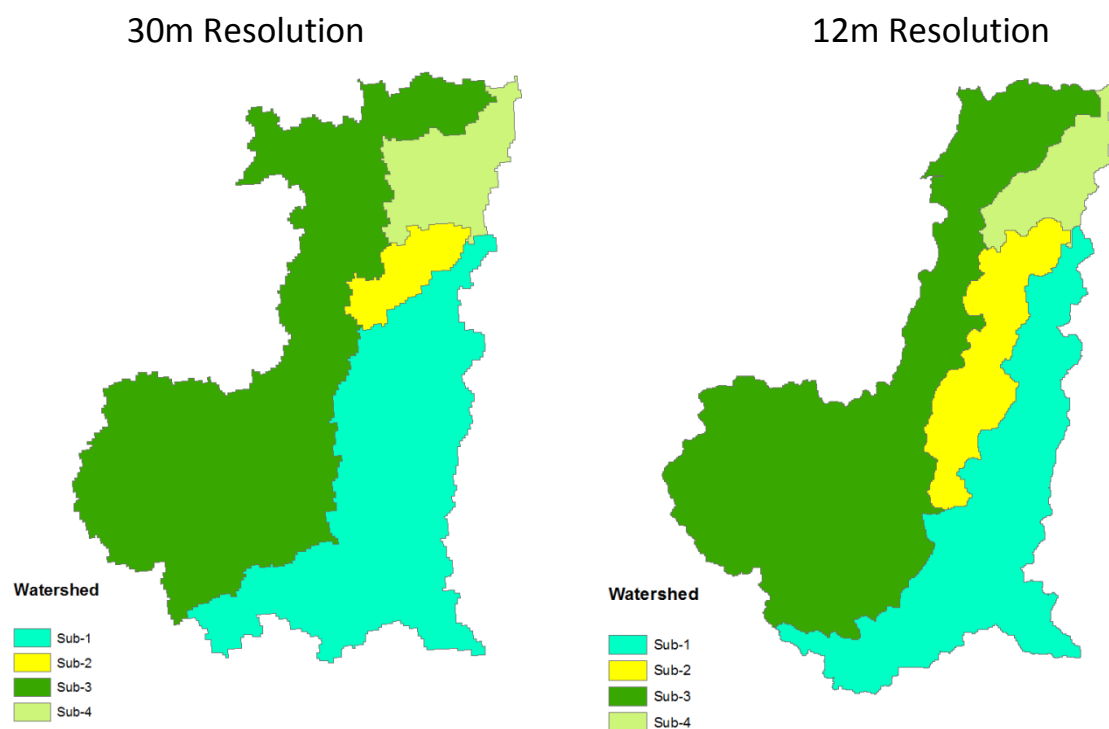 30m Resolution
12m Resolution
Watershed
Sub-1
Sub-2
Sub-3
Sub-4
Watershed
Sub-1
Sub-2
Sub-3
Sub-4